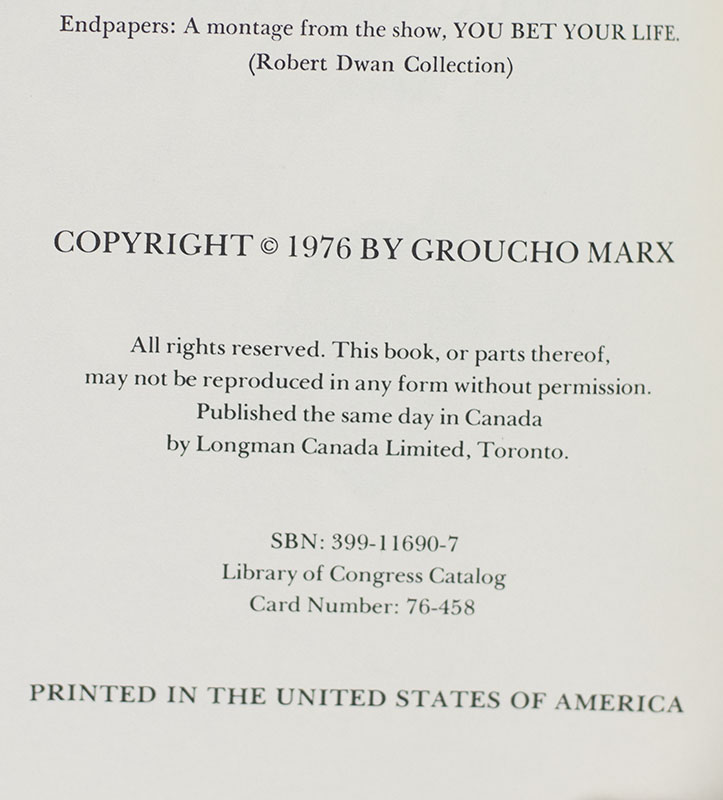 Endpapers: A montage from the show, YOU BET YOUR LIFE.
(Robert Dwan Collection)
COPYRIGHT © 1976 BY GROUCHO MARX
All rights reserved. This book, or parts thereof,
may not be reproduced in any form without permission.
Published the same day in Canada
by Longman Canada Limited, Toronto.
SBN: 399-11690-7
Library of Congress Catalog
Card Number: 76-458
PRINTED IN THE UNITED STATES OF AMERICA